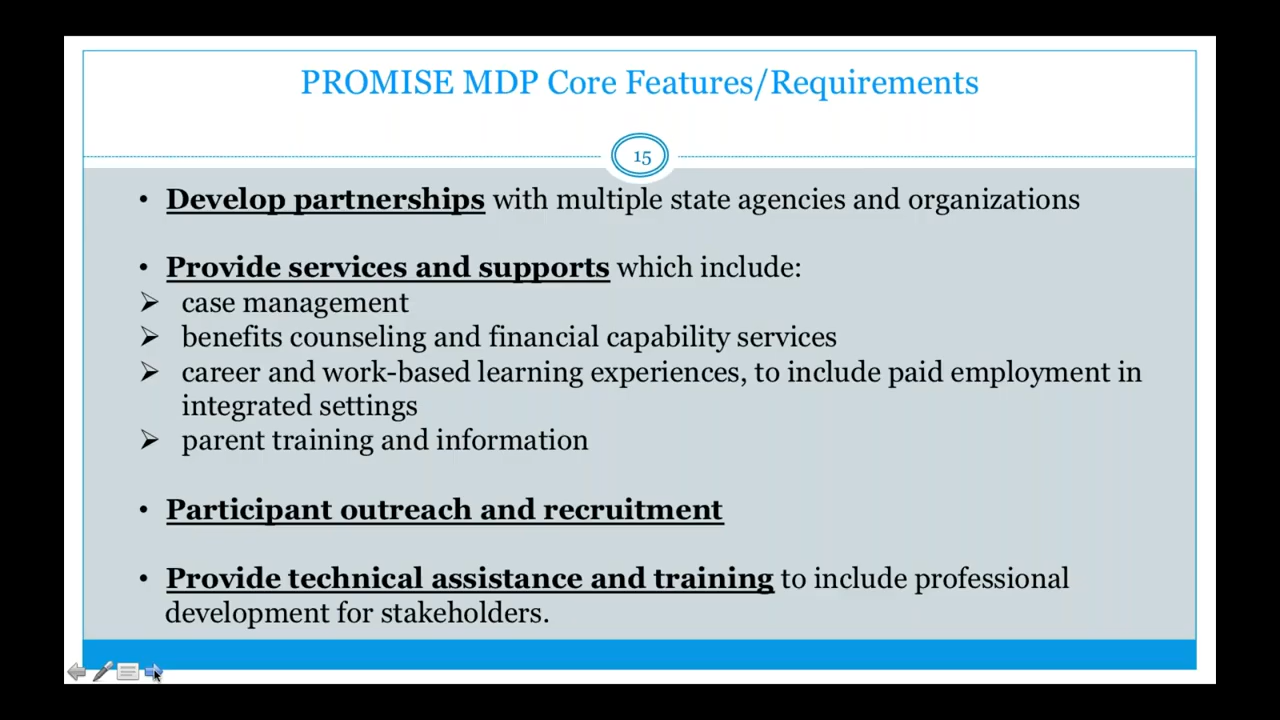 PROMISE MDP Core Features/Requirements
15
• Develop partnerships with multiple state agencies and organizations
• Provide services and supports which include:
➢ case management
➢ benefits counseling and financial capability services
➢ career and work-based learning experiences, to include paid employment in
integrated settings
➢ parent training and information
• Participant outreach and recruitment
• Provide technical assistance and training to include professional
development for stakeholders.